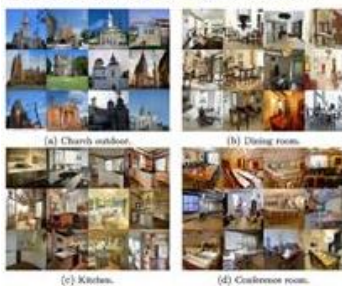 (a) Church outdoor.
(b) Dining room.
(c) Kitchen.
(d) Conference room.